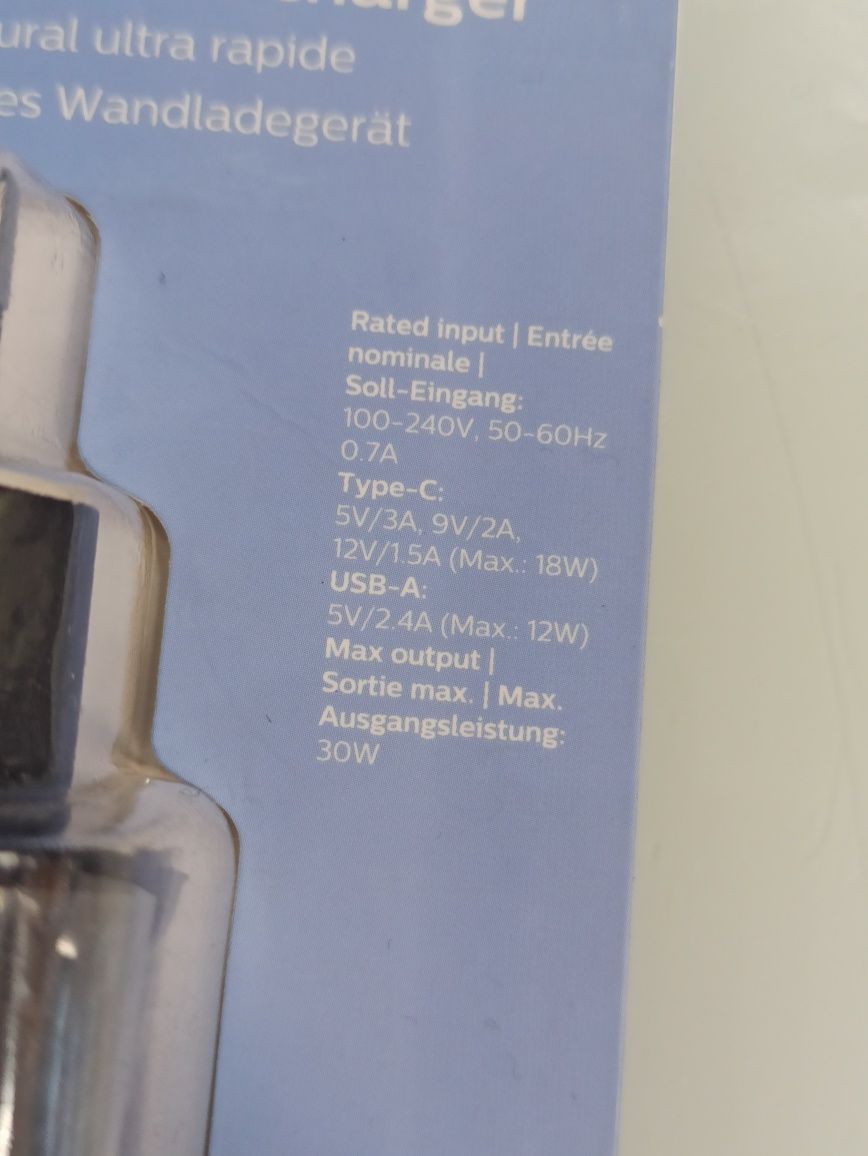 ultra rapide
Wandladegerät
Rated input | Entrée
nominale |
Soll-Eingang:
100-240V, 50-60Hz
0.7A
Type-C:
5V/3A, 9V/2A,
12V/1.5A (Max.: 18W)
USB-A:
5V/2.4A (Max.: 12W)
Max output |
Sortie max. | Max.
Ausgangsleistung:
30W